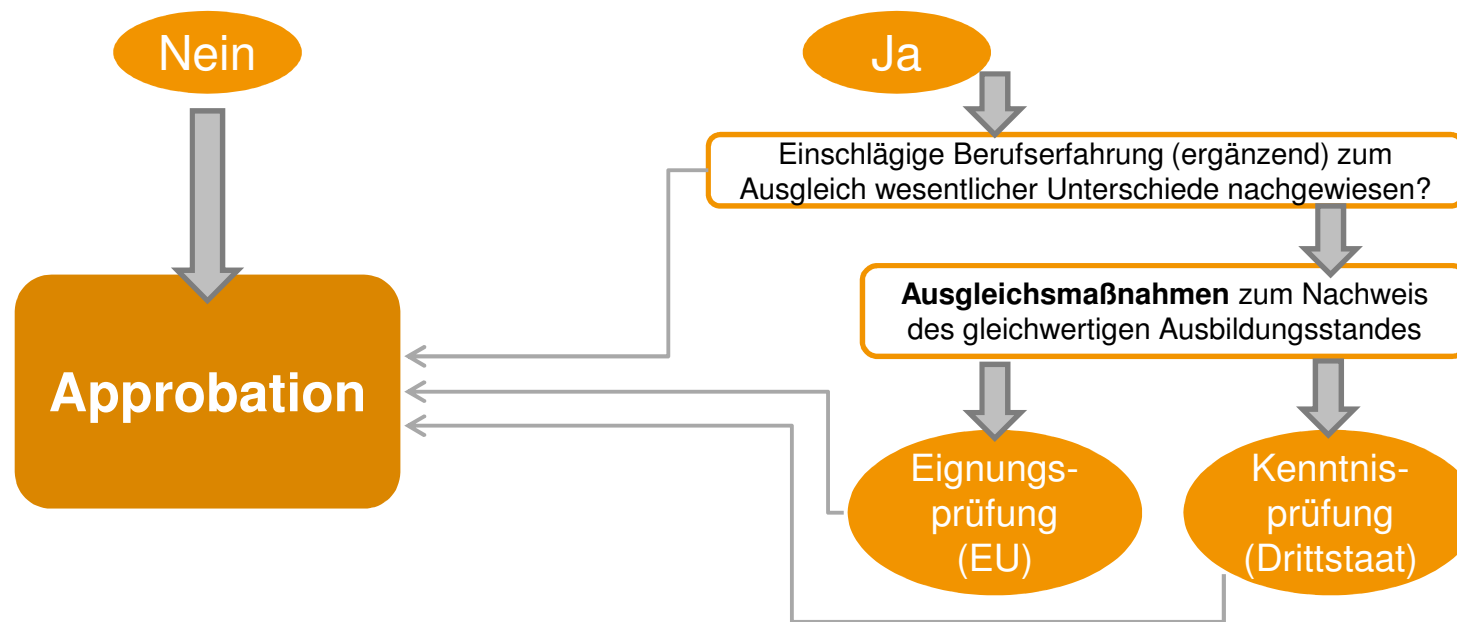 Nein
Ja
Einschlägige Berufserfahrung (ergänzend) zum
Ausgleich wesentlicher Unterschiede nachgewiesen?
Ausgleichsmaßnahmen zum Nachweis
des gleichwertigen Ausbildungsstandes
Approbation
Eignungs-
prüfung
(EU)
Kenntnis-
prüfung
(Drittstaat)